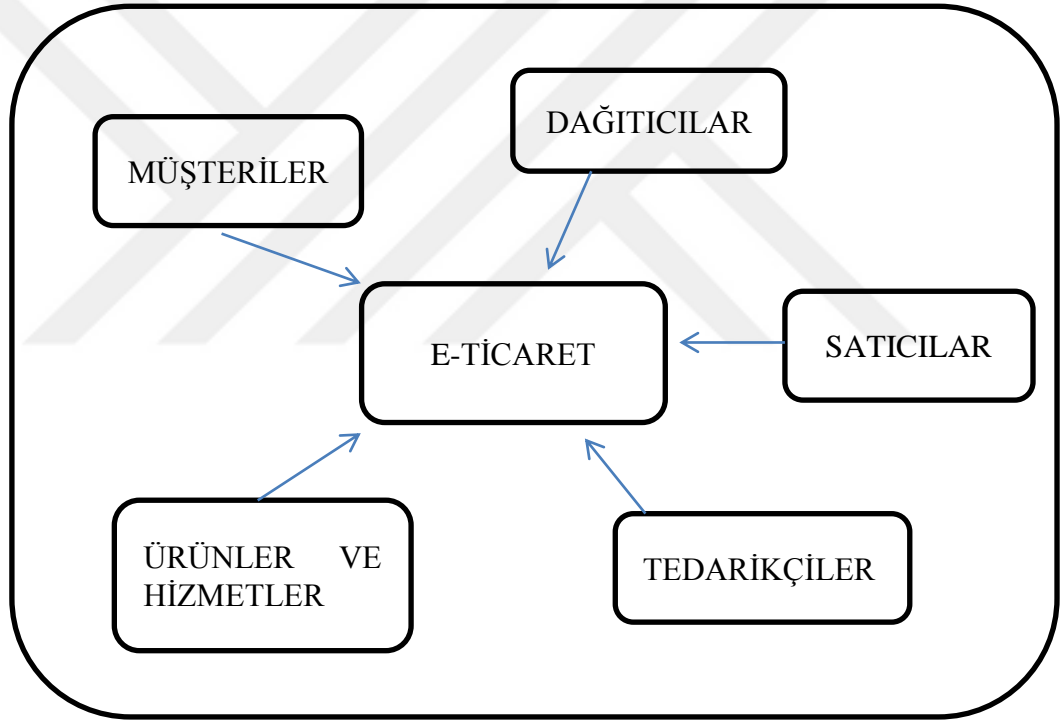 DAĞITICILAR
MÜŞTERİLER
E-TİCARET
SATICILAR
ÜRÜNLER VE
HİZMETLER
TEDARİKÇİLER